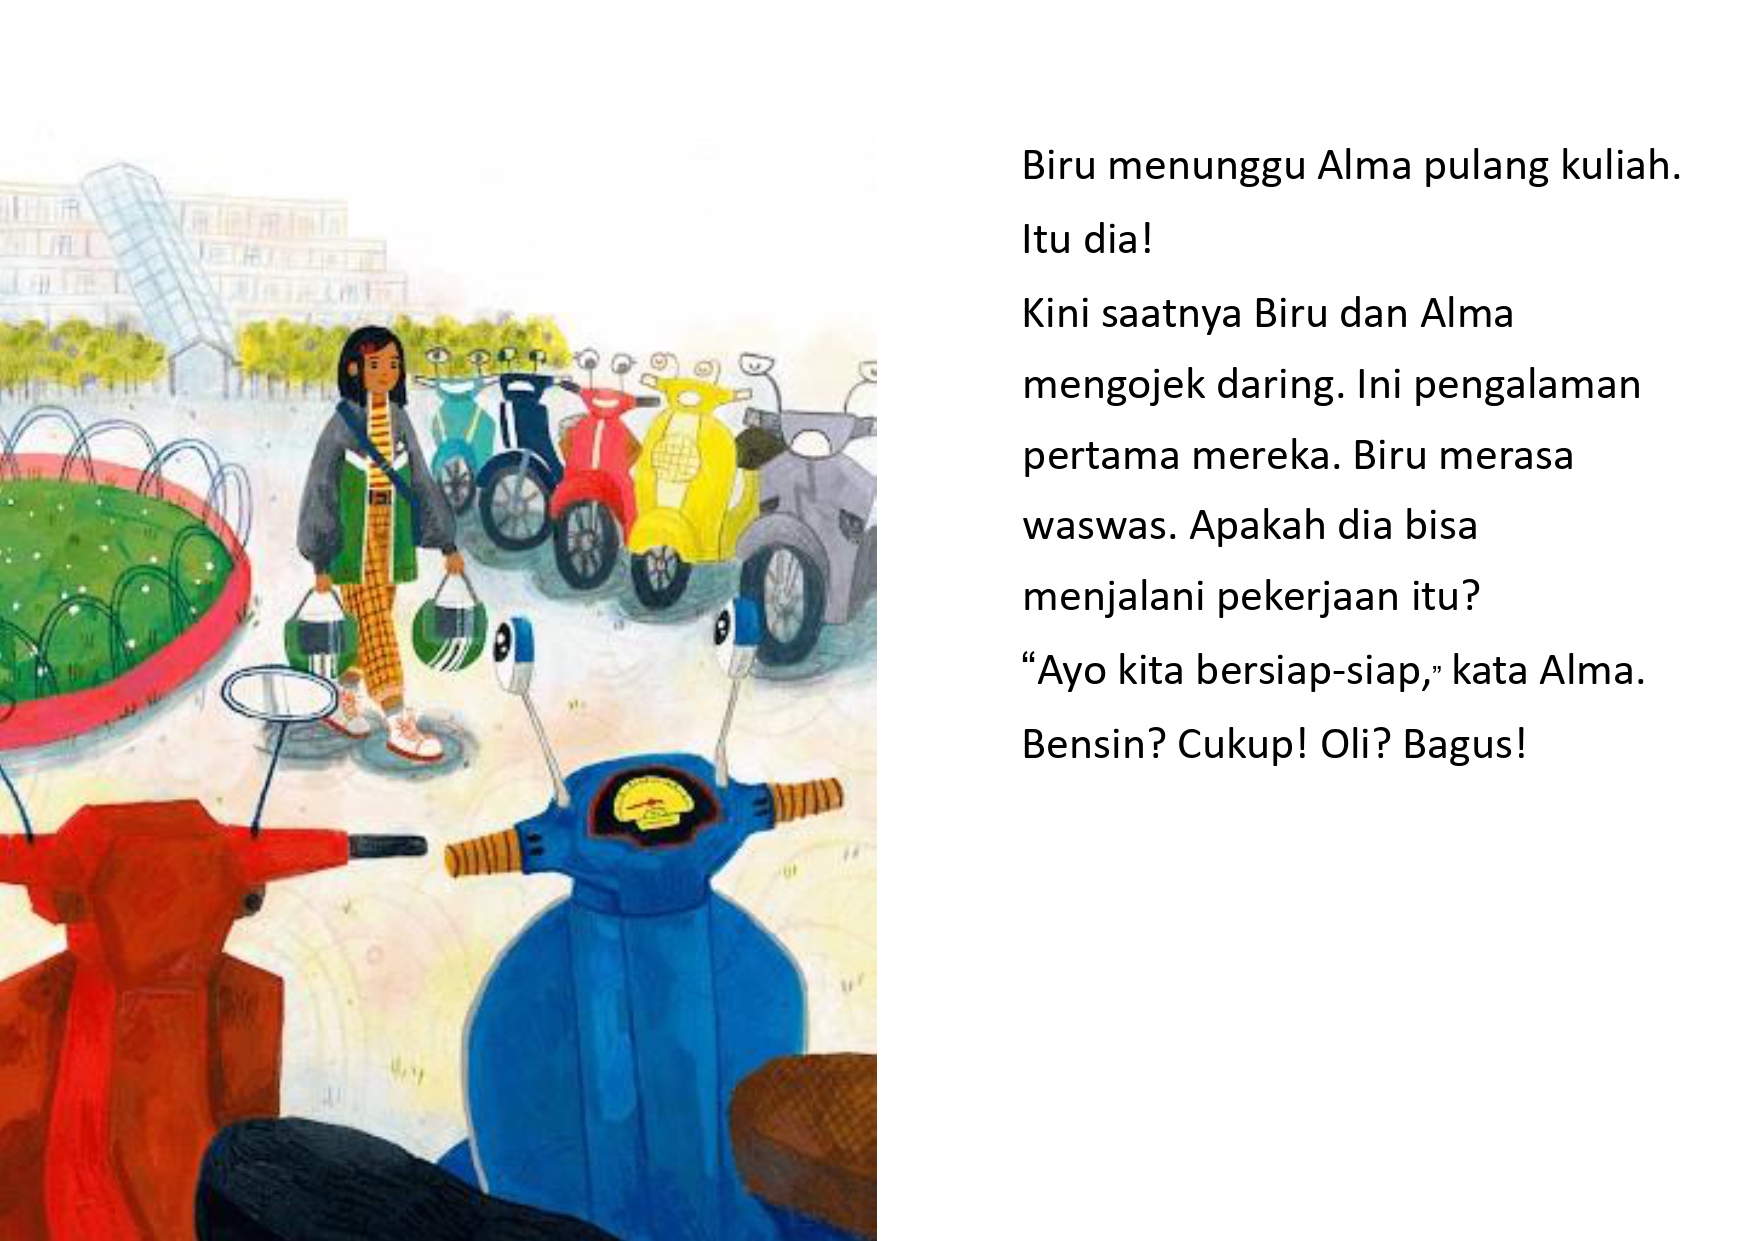 Biru menunggu Alma pulang kuliah.
Itu dia!
Kini saatnya Biru dan Alma
mengojek daring. Ini pengalaman
pertama mereka. Biru merasa
waswas. Apakah dia bisa
menjalani pekerjaan itu?
“Ayo kita bersiap-siap,” kata Alma.
Bensin? Cukup! Oli? Bagus!